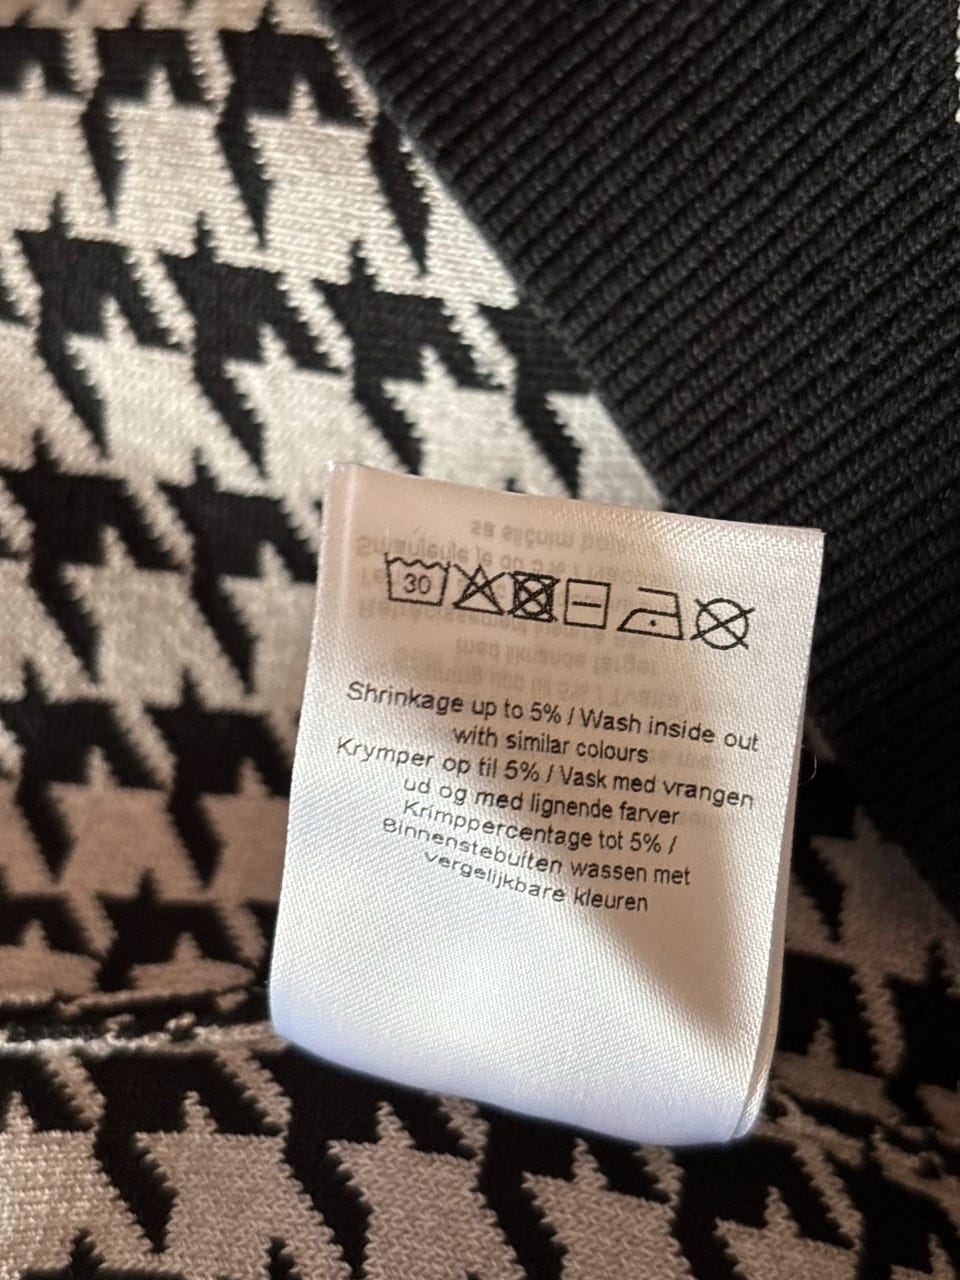 30
Shrinkage up to 5% / Wash inside out
with similar colours
Krymper op til 5% / Vask med vrangen
ud og med lignende farver
Krimppercentage tot 5% /
Binnenstebuiten wassen met
vergelijkbare kleuren